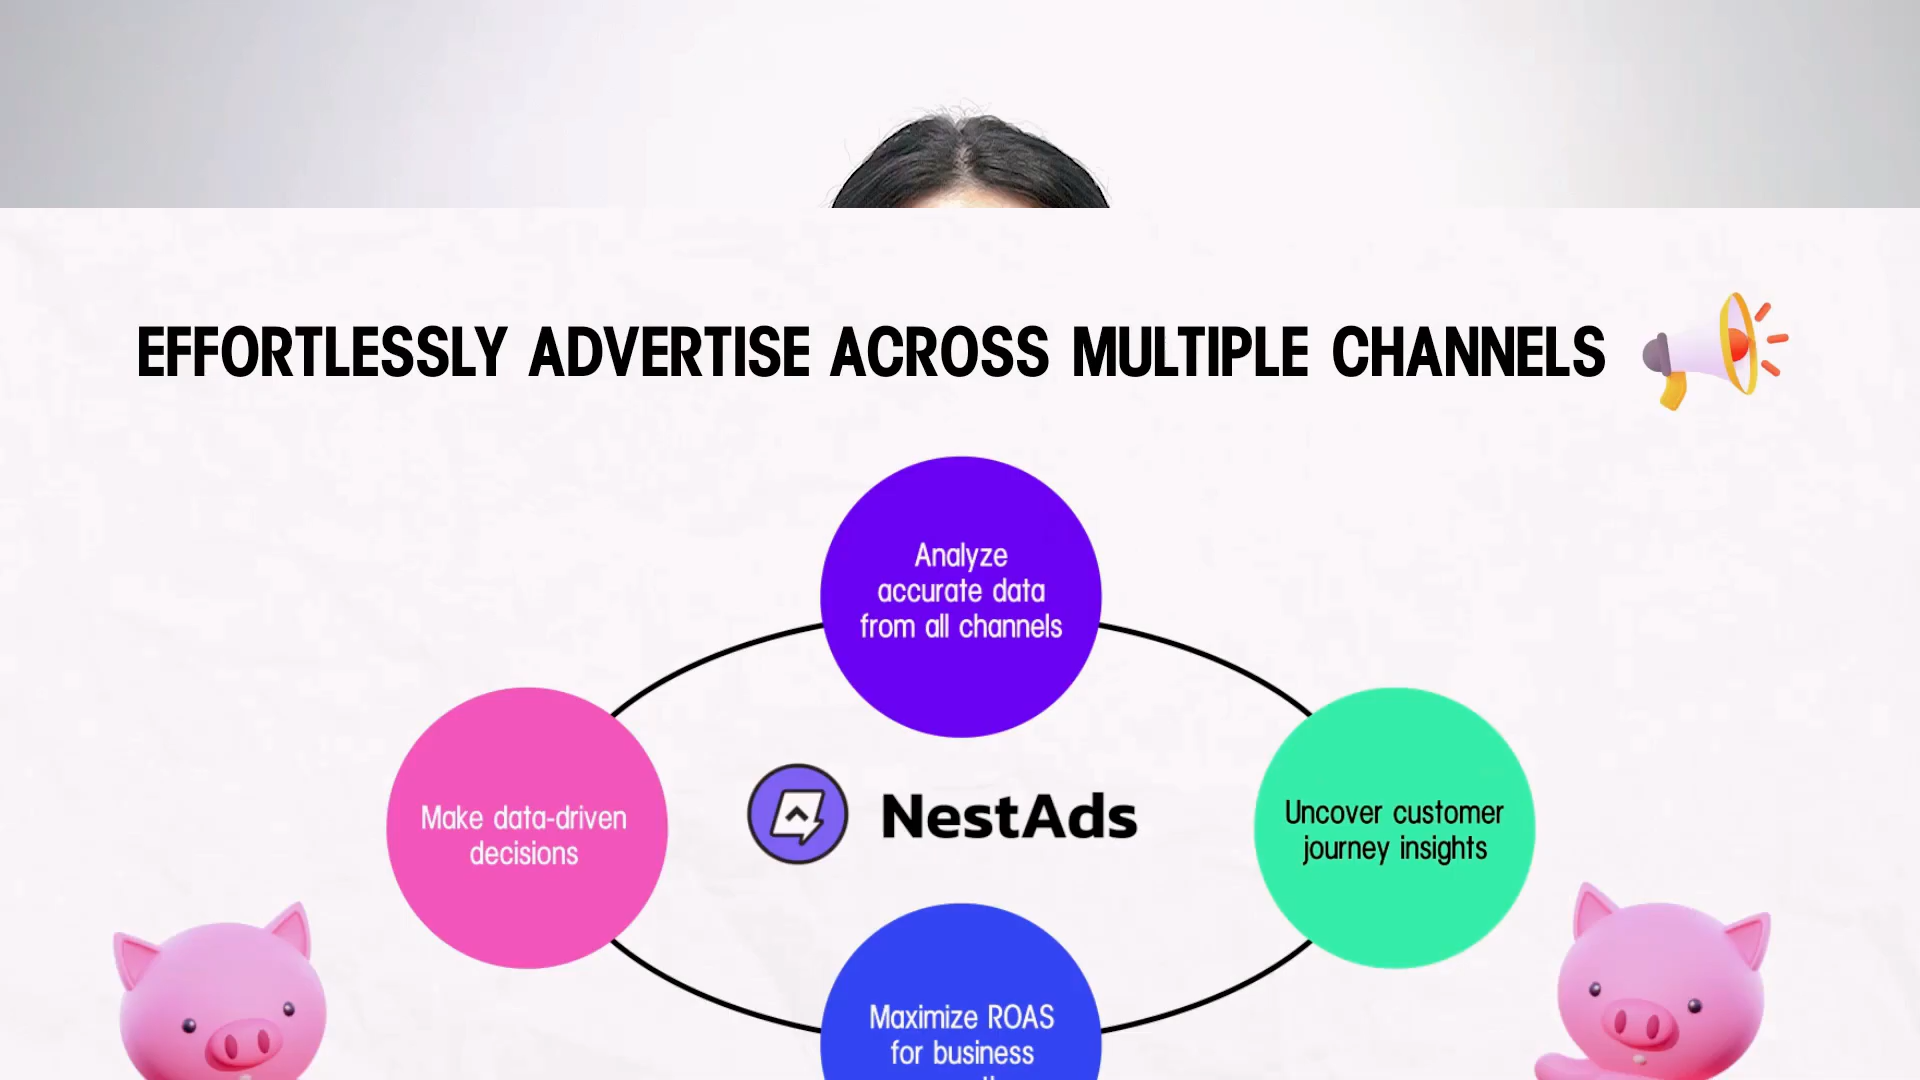 EFFORTLESSLY ADVERTISE ACROSS MULTIPLE CHANNELS
Analyze
accurate data
from all channels
Make data-driven
decisions
NestAds
Uncover customer
journey insights
Maximize ROAS
for business